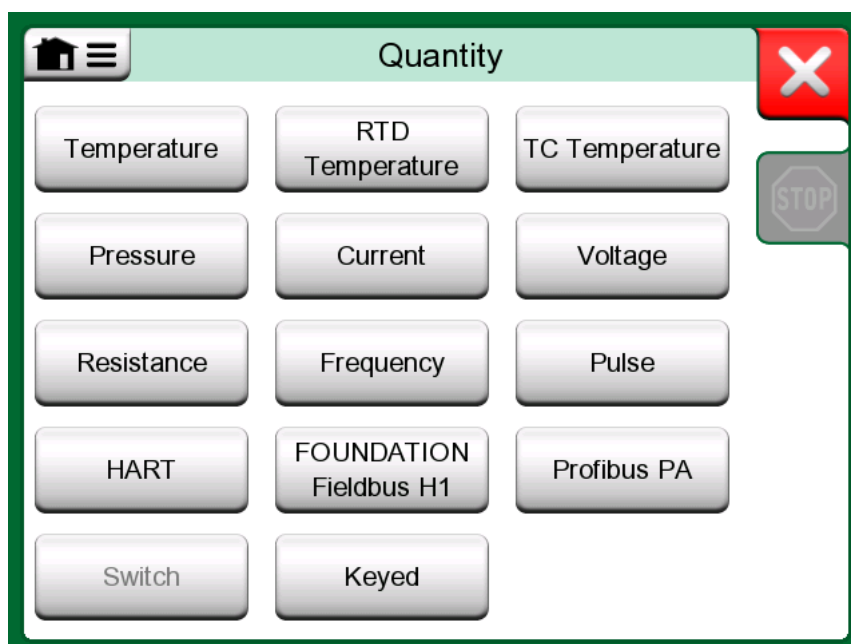 Quantity
Temperature
RTD
Temperature
TC Temperature
STOP
Pressure
Current
Voltage
Resistance
Frequency
Pulse
HART
FOUNDATION
Fieldbus H1
Profibus PA
Switch
Keyed